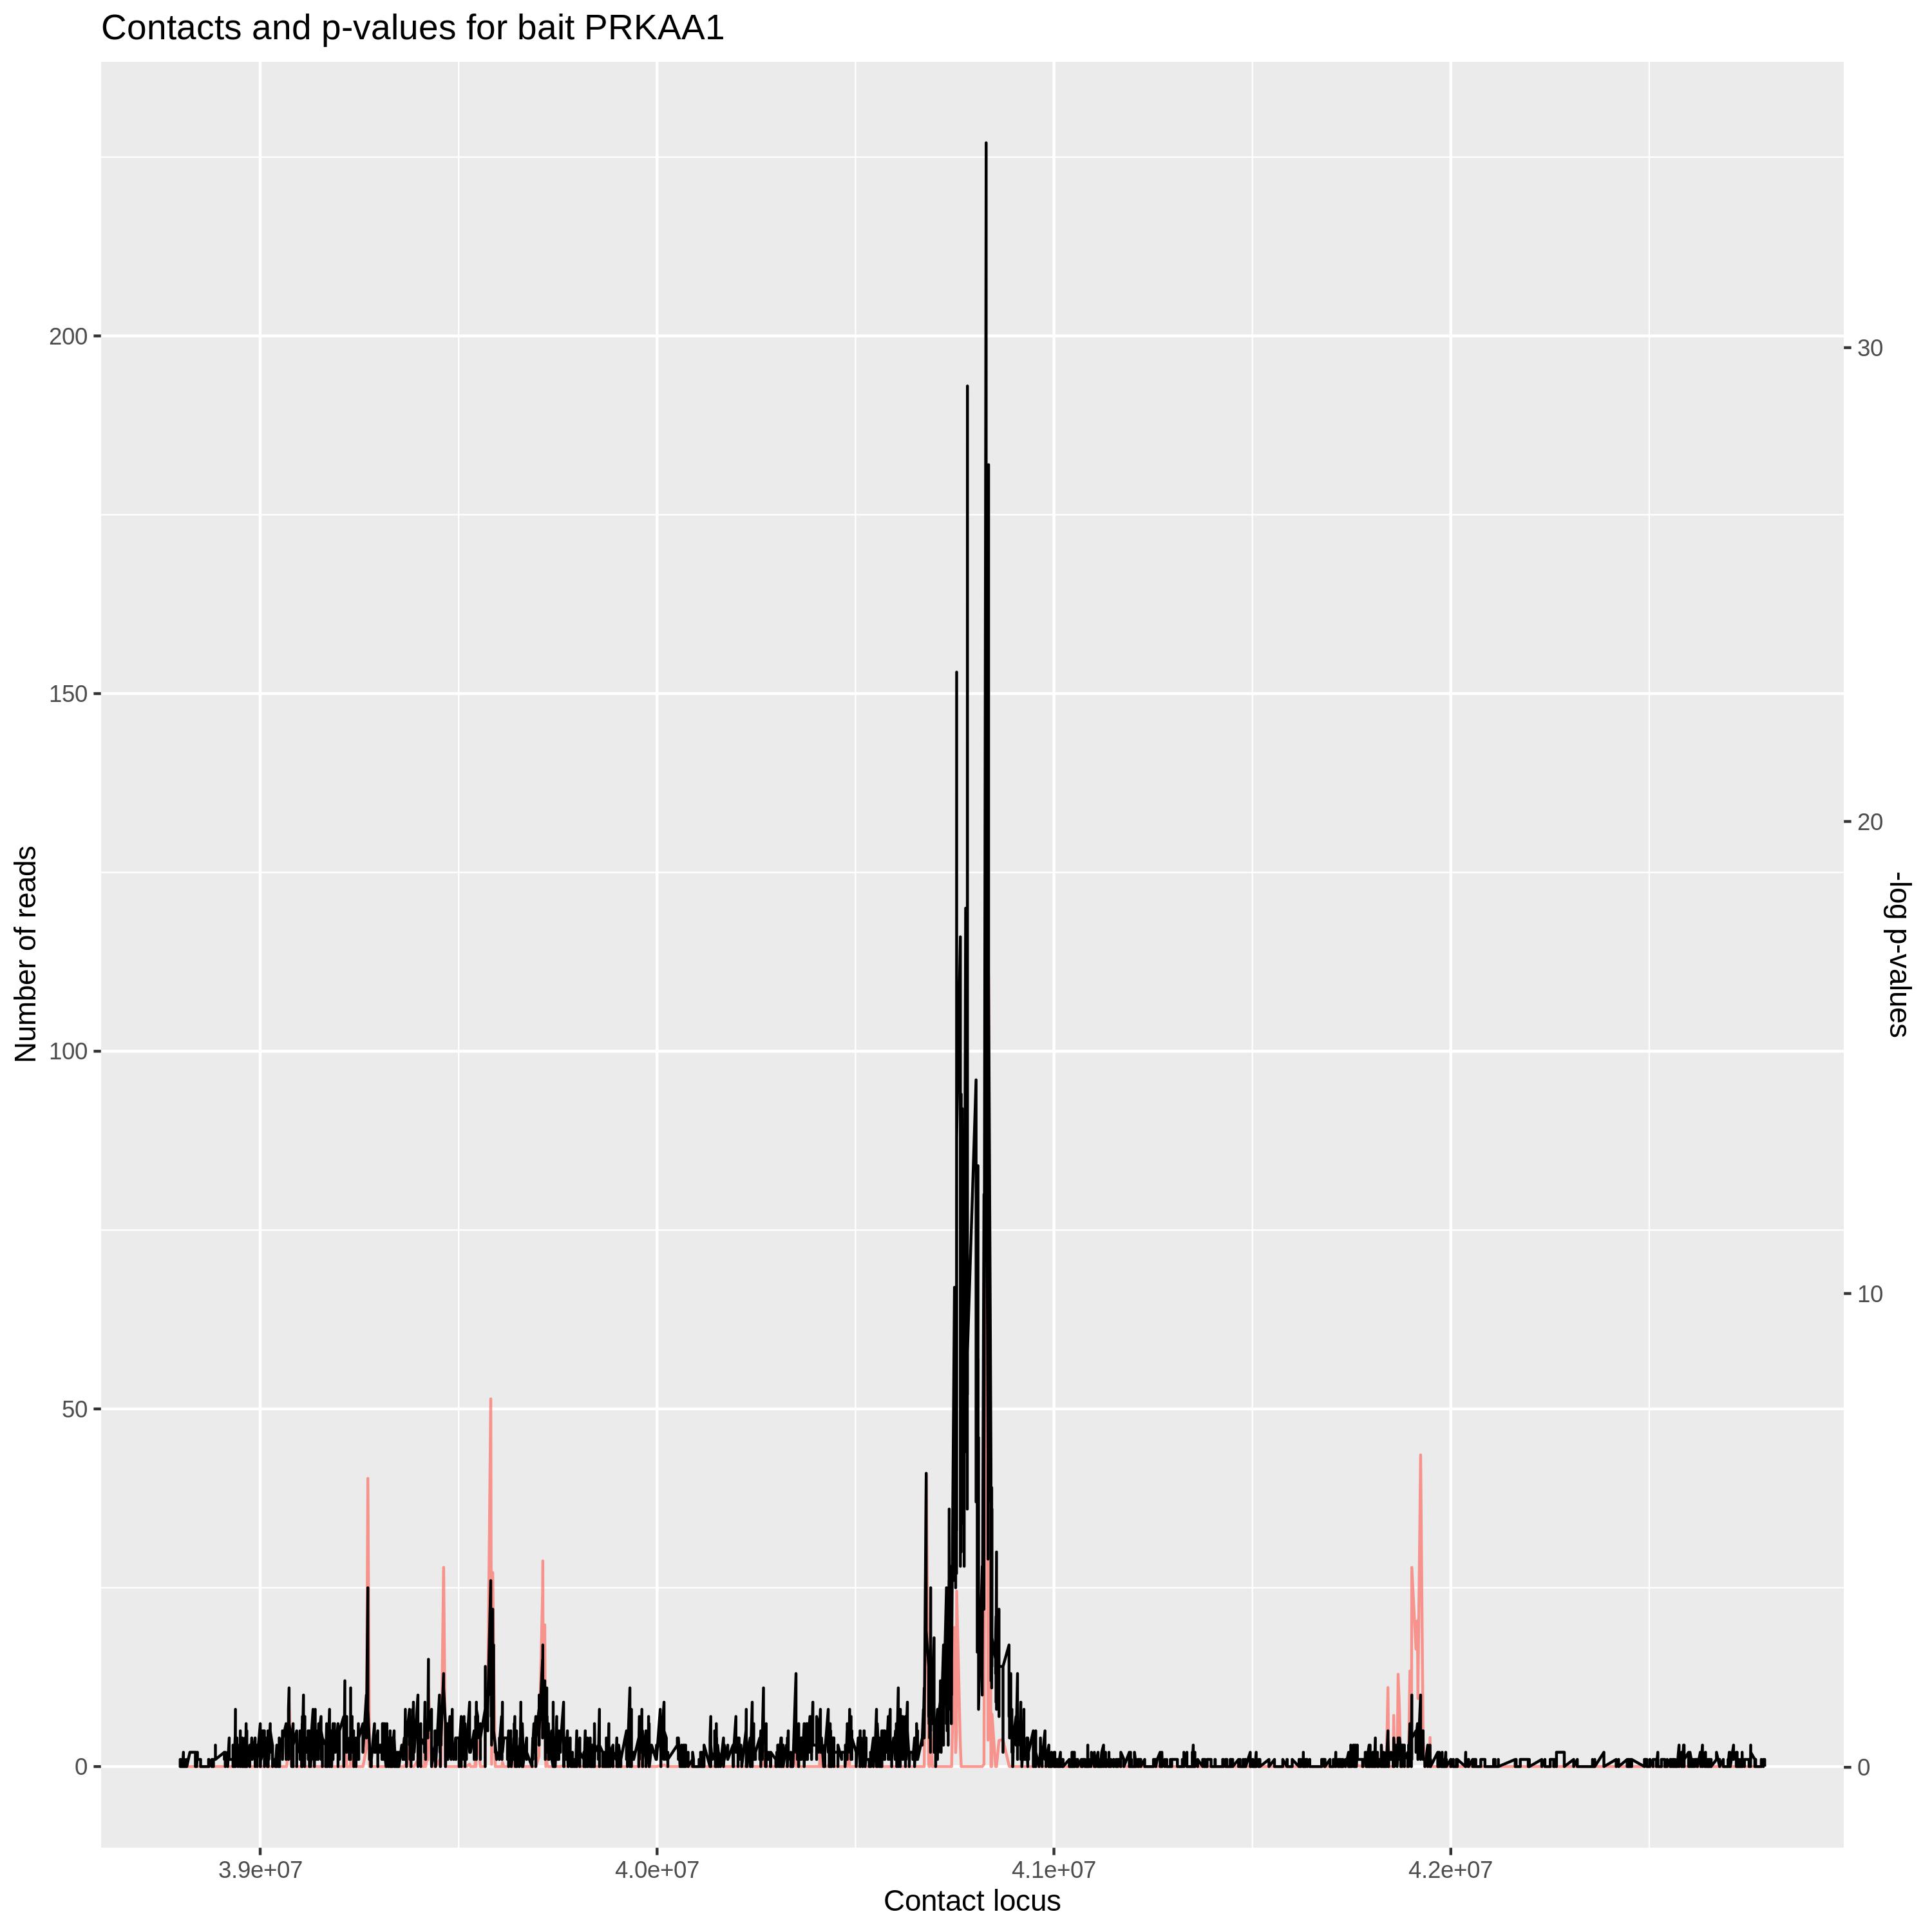 Contacts and p-values for bait PRKAA1
Number of reads
200
150
100
50
0
30
20
10
0
-log p-values
3.9e+07 4.0e+07 4.1e+07 4.2e+07
Contact locus